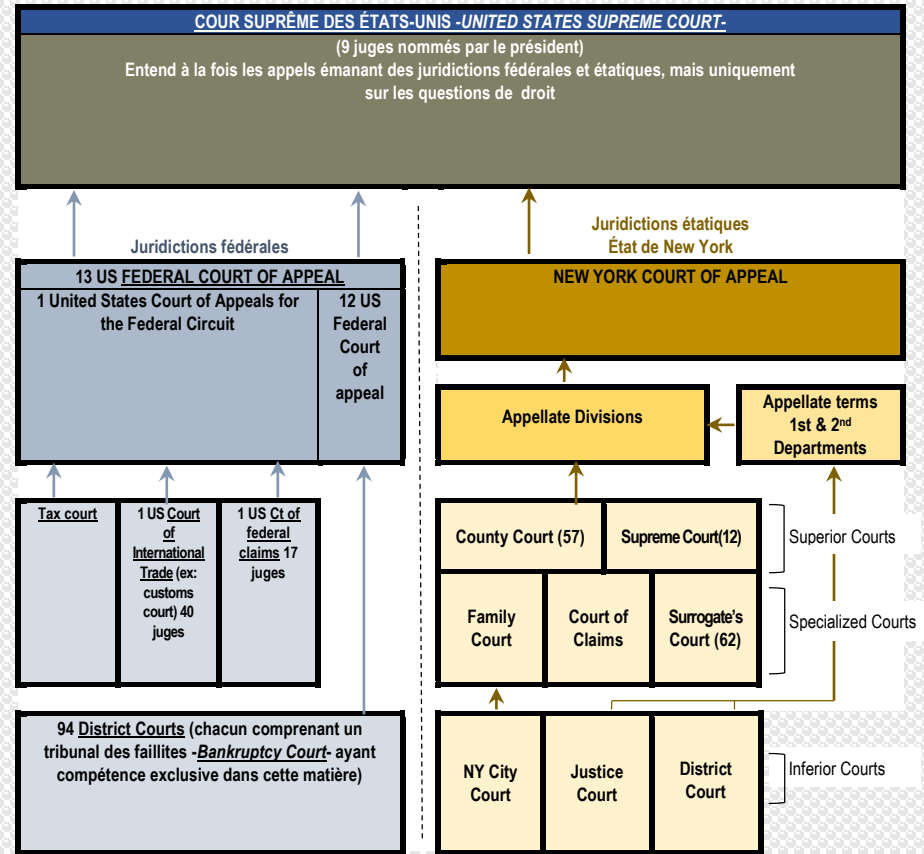 COUR SUPRÊME DES ÉTATS-UNIS -UNITED STATES SUPREME COURT-
(9 juges nommés par le président)
Entend à la fois les appels émanant des juridictions fédérales et étatiques, mais uniquement
sur les questions de droit
Juridictions fédérales
13 US FEDERAL COURT OF APPEAL
1 United States Court of Appeals for
the Federal Circuit
12 US
Federal
Court
of
appeal
Tax court
1 US Court
of
International
Trade (ex:
customs
court) 40
juges
1 US Ct of
federal
claims 17
juges
94 District Courts (chacun comprenant un
tribunal des faillites -Bankruptcy Court- ayant
compétence exclusive dans cette matière)
Juridictions étatiques
État de New York
NEW YORK COURT OF APPEAL
Appellate Divisions
Appellate terms
1st & 2nd
Departments
County Court (57)
Supreme Court(12)
Superior Courts
Family
Court
Court of
Claims
Surrogate's
Court (62)
Specialized Courts
NY City
Court
Justice
Court
District
Court
Inferior Courts